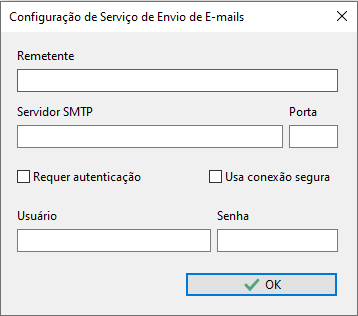 Configuração de Serviço de Envio de E-mails
Remetente
Servidor SMTP Porta
Requer autenticação Usa conexão segura
Usuário Senha
OK